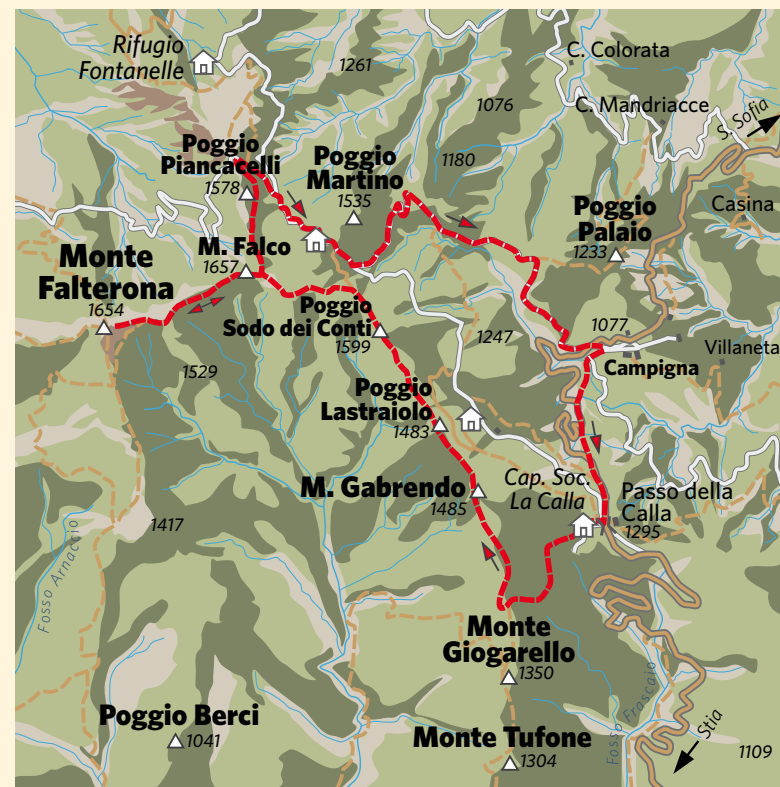 Rifugio
Fontanelle
1261
C. Colorata
1076
C. Mandriacce
S. Sofia
Poggio
Piancacelli
1578
Poggio
Martino
1535
1180
Casina
Poggio
Palaio
1233
M. Falco
1657
Monte
Falterona
1654
Poggio
Sodo dei Conti
1599
1247
1077
Villaneta
Campigna
1529
Poggio
Lastraiolo
1483
M. Gabrendo
1485
Cap. Soc.
La Calla
Passo della
Calla
1295
1417
Fosso Arnaccio
Monte
Giogarello
1350
Fosso Frascaio
Poggio Berci
1041
Monte Tufone
1304
Stia
1109